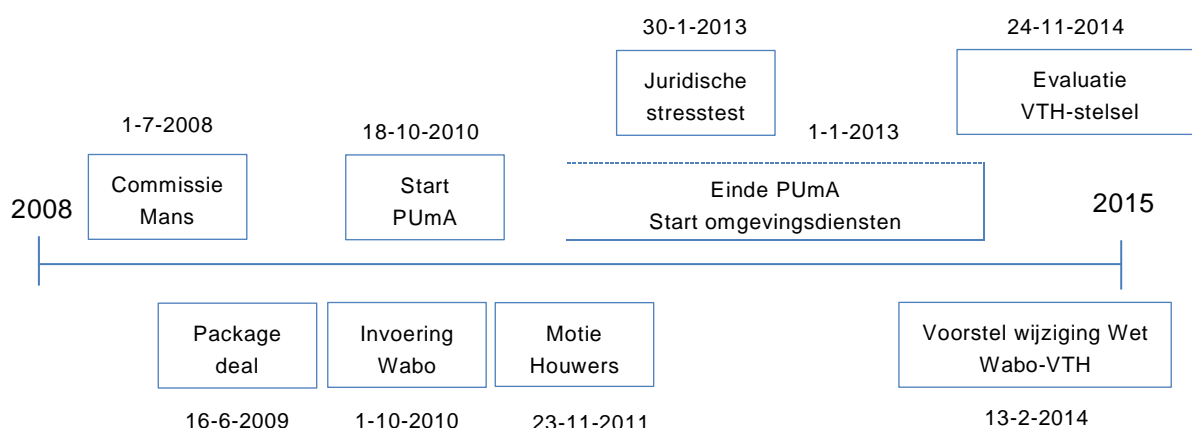 30-1-2013
24-11-2014
Juridische
stresstest
Evaluatie
VTH-stelsel
1-7-2008
18-10-2010
1-1-2013
Commissie
Mans
Start
PUmA
Einde PUmA
Start omgevingsdiensten
2008
2015
Package
deal
Invoering
Wabo
Motie
Houwers
Voorstel wijziging Wet
Wabo-VTH
16-6-2009
1-10-2010
23-11-2011
13-2-2014